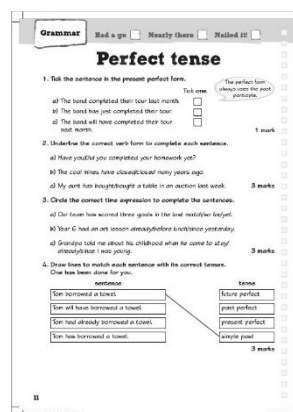 Grammar Had a go Nearly there Nailed it!
Perfect tense
1. Tick the sentence in the present perfect form.
The perfect form
always uses the past
participle.
Tick one.
a) The band completed their tour last month.
b) The band has just completed their tour.
c) The band will have completed their tour
next month.
1 mark
2. Underline the correct verb form to complete each sentence.
a) Have you/Did you completed your homework yet?
b) The coal mines have closed/closed many years ago.
c) My aunt has bought/bought a table in an auction last week.
3 marks
3. Circle the correct time expression to complete the sentences.
a) Our team has scored three goals in the last match/so far/yet.
b) Year 6 had an art lesson already/before lunch/since yesterday.
c) Grandpa told me about his childhood when he came to stay/
already/since I was young.
3 marks
4. Draw lines to match each sentence with its correct tenses.
One has been done for you.
sentence tense
Tom borrowed a towel. future perfect
Tom will have borrowed a towel. past perfect
Tom had already borrowed a towel. present perfect
Tom has borrowed a towel. simple past
3 marks